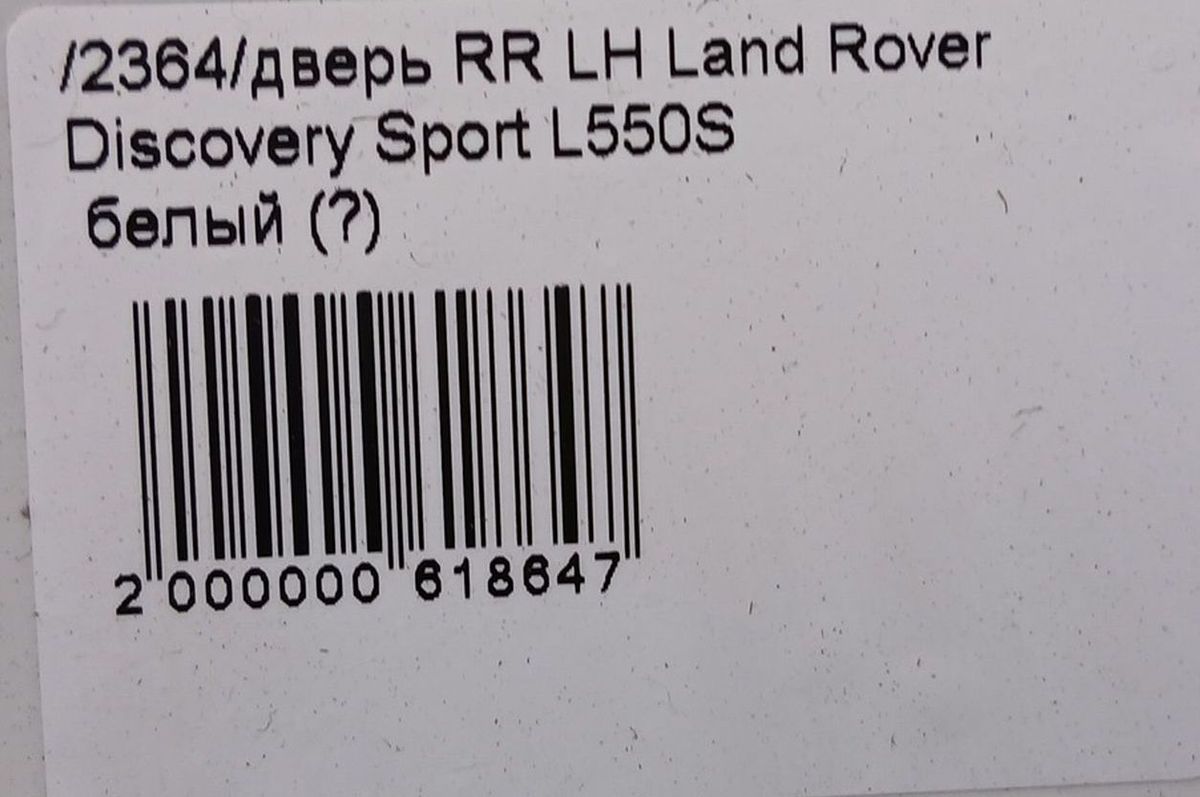 /2364/дверь RR LH Land Rover
Discovery Sport L550S
белый (?)
2 000000 618647